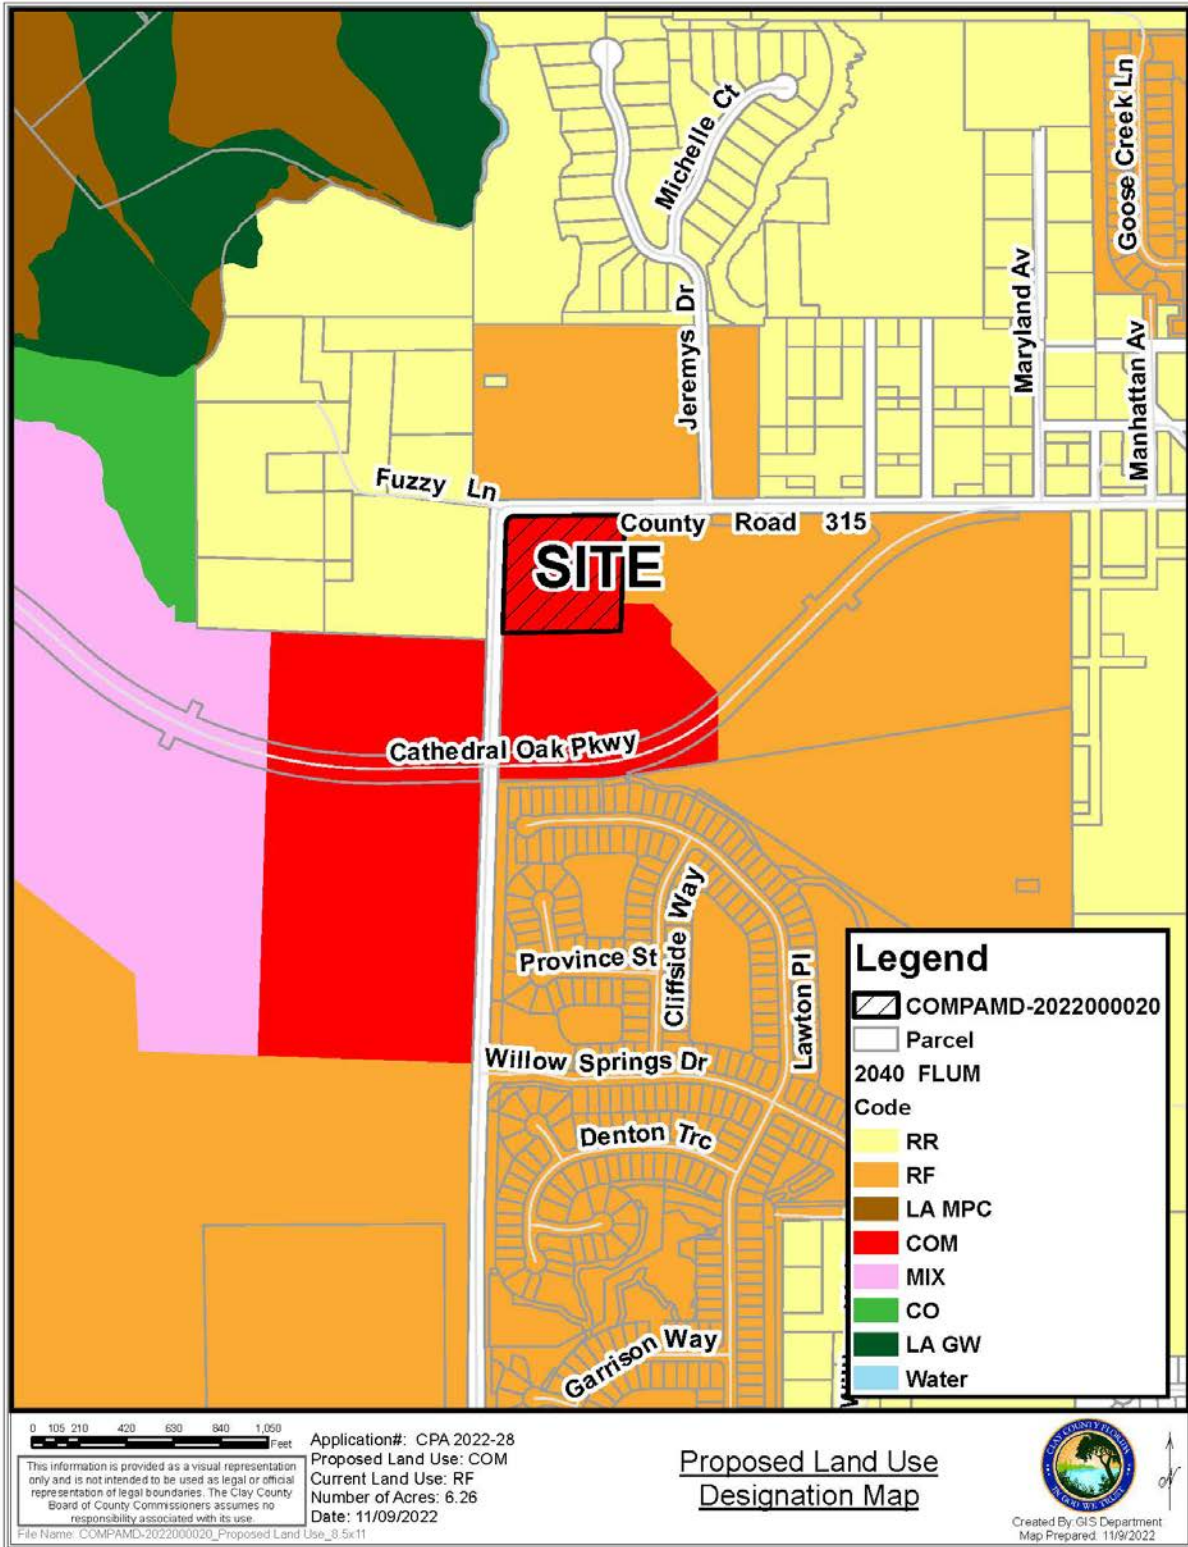 Michelle Ct
Goose Creek Ln
Jeremys Dr
Maryland Av
Manhattan Av
Fuzzy Ln
County Road 315
SITE
Cathedral Oak Pkwy
Cliffside Way
Province St
Lawton Pl
Willow Springs Dr
Denton Trc
Garrison Way
Legend
COMPAMD-2022000020
Parcel
2040 FLUM
Code
RR
RF
LA MPC
COM
MIX
CO
LA GW
Water
0 105 210 420 630 840 1,050
Feet
This information is provided as a visual representation
only and is not intended to be used as legal or official
representation of legal boundaries. The Clay County
Board of County Commissioners assumes no
responsibility associated with its use.
File Name: COMPAMD-2022000020_Proposed Land Use_8.5x11
Application#: CPA 2022-28
Proposed Land Use: COM
Current Land Use: RF
Number of Acres: 6.26
Date: 11/09/2022
Proposed Land Use
Designation Map
CLAY COUNTY FLORIDA
IN GOD WE TRUST
N
Created By:GIS Department
Map Prepared: 11/9/2022